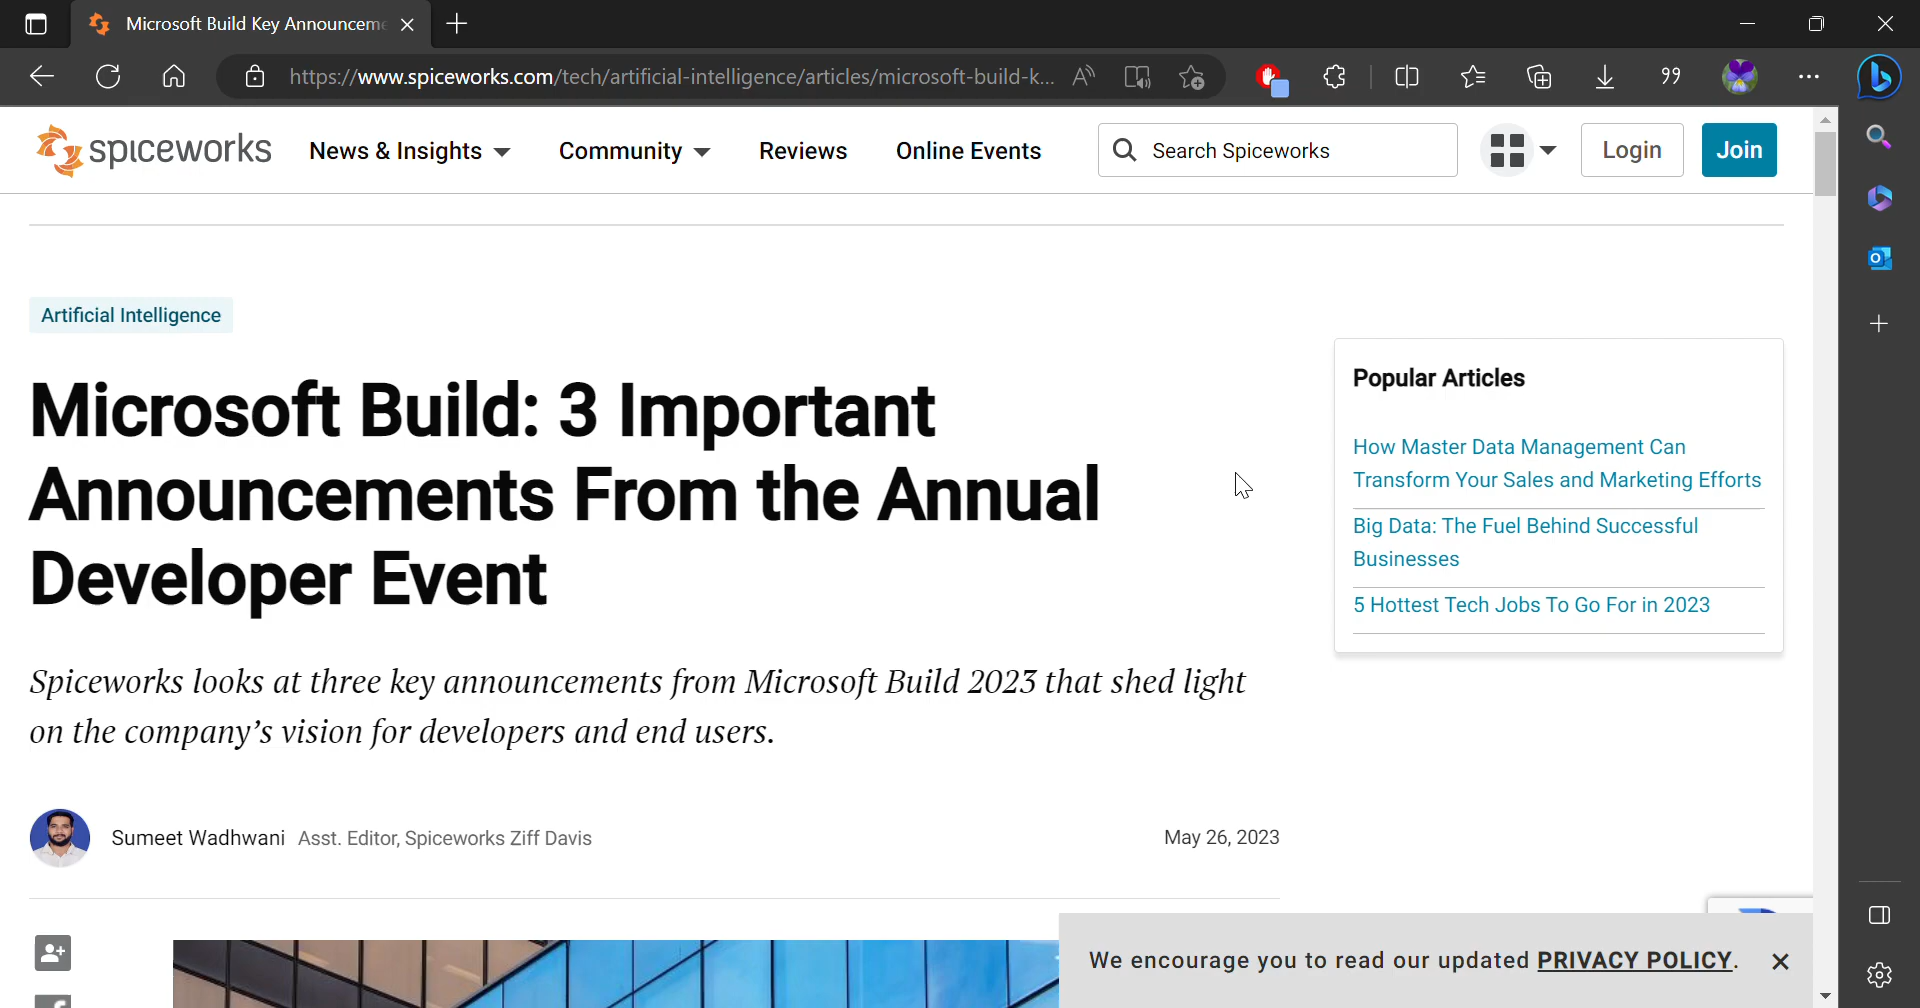 Microsoft Build Key Announceme
https://www.spiceworks.com/tech/artificial-intelligence/articles/microsoft-build-k...
spiceworks
News & Insights
Community
Reviews
Online Events
Search Spiceworks
Login
Join
Artificial Intelligence
Microsoft Build: 3 Important
Announcements From the Annual
Developer Event
Spiceworks looks at three key announcements from Microsoft Build 2023 that shed light
on the company’s vision for developers and end users.
Sumeet Wadhwani Asst. Editor, Spiceworks Ziff Davis
May 26, 2023
Popular Articles
How Master Data Management Can
Transform Your Sales and Marketing Efforts
Big Data: The Fuel Behind Successful
Businesses
5 Hottest Tech Jobs To Go For in 2023
We encourage you to read our updated PRIVACY POLICY.